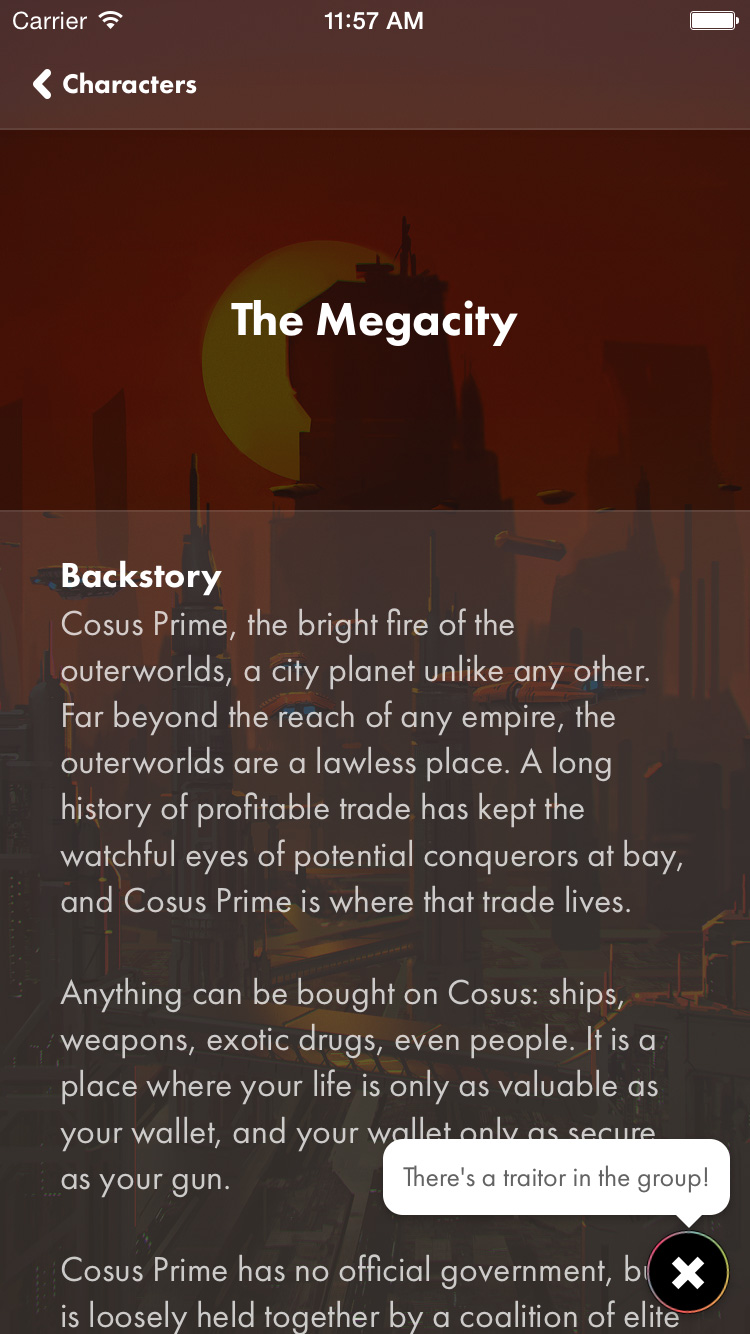 Carrier 11:57 AM
Characters
The Megacity
Backstory
Cosus Prime, the bright fire of the
outerworlds, a city planet unlike any other.
Far beyond the reach of any empire, the
outerworlds are a lawless place. A long
history of profitable trade has kept the
watchful eyes of potential conquerors at bay,
and Cosus Prime is where that trade lives.
Anything can be bought on Cosus: ships,
weapons, exotic drugs, even people. It is a
place where your life is only as valuable as
your wallet, and your wallet only as secure
as your gun.
There's a traitor in the group!
Cosus Prime has no official government,
is loosely held together by a coalition of elite